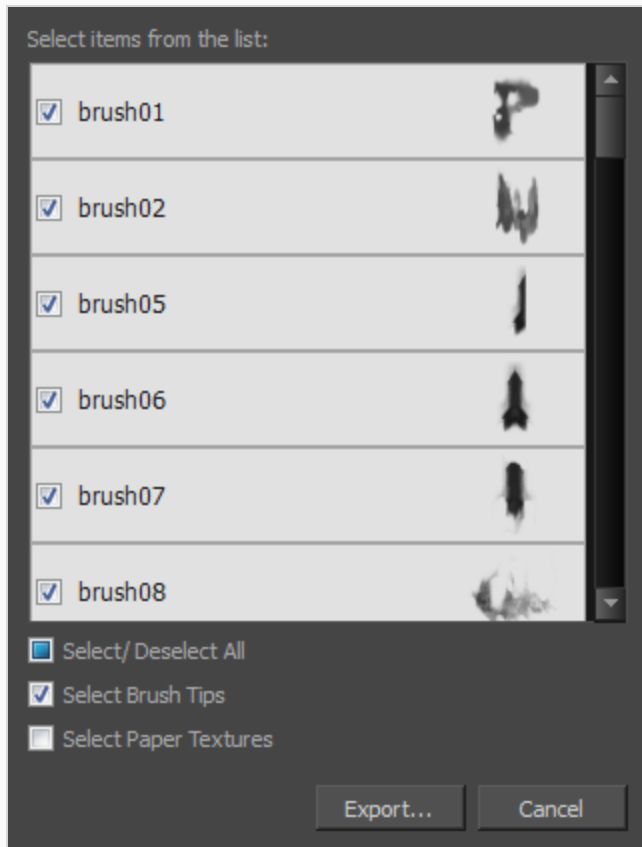 Select items from the list:
brush01
brush02
brush05
brush06
brush07
brush08
Select/ Deselect All
Select Brush Tips
Select Paper Textures
Export... Cancel